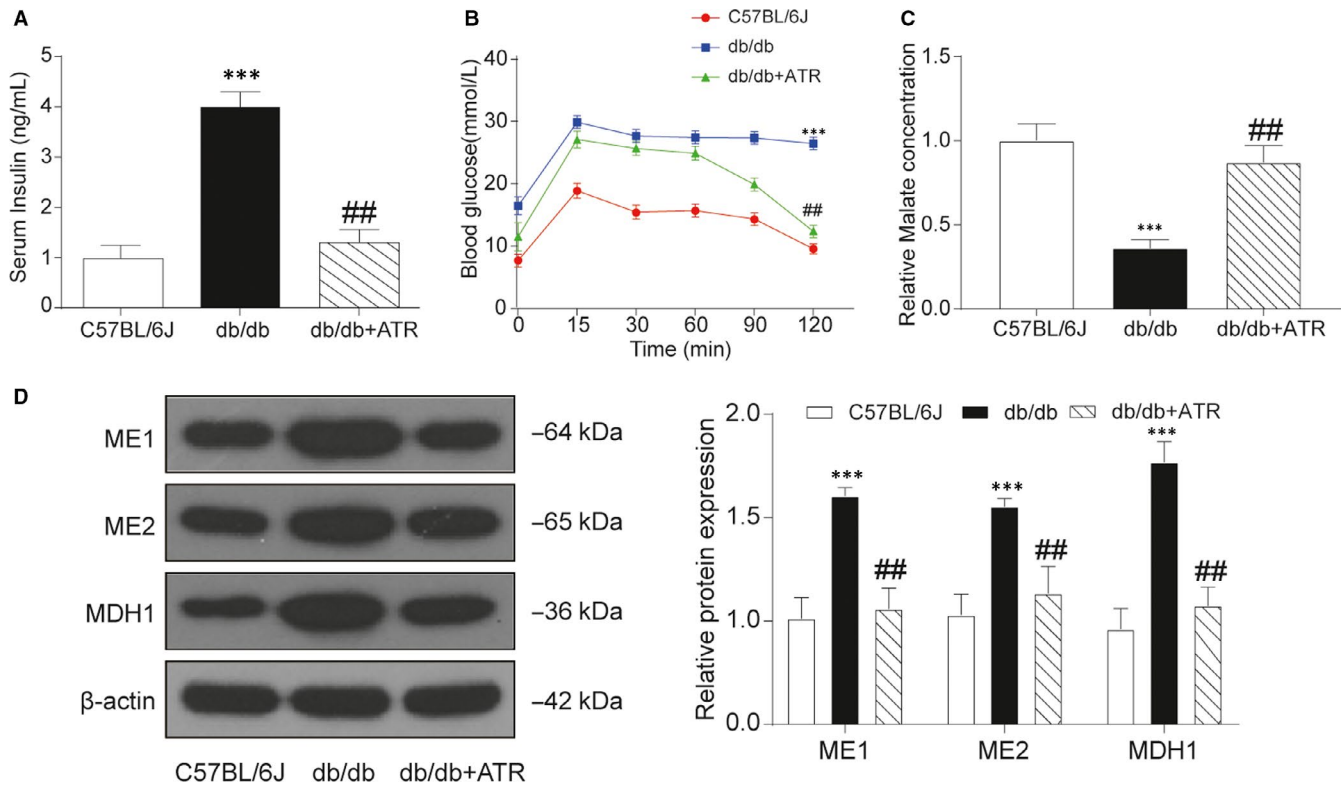 A
Serum Insulin (ng/mL)
5
4
3
2
1
0
***
##
C57BL/6J
db/db
db/db+ATR
B
C57BL/6J
db/db
db/db+ATR
Blood glucose(mmol/L)
40
30
20
10
0
***
##
0 15 30 60 90 120
Time (min)
C
Relative Malate concentration
1.5
1.0
0.5
0.0
***
##
C57BL/6J
db/db
db/db+ATR
D
ME1
–64 kDa
ME2
–65 kDa
MDH1
–36 kDa
β-actin
–42 kDa
C57BL/6J db/db db/db+ATR
C57BL/6J
db/db
db/db+ATR
Relative protein expression
2.0
1.5
1.0
0.0
***
##
***
##
***
##
ME1
ME2
MDH1